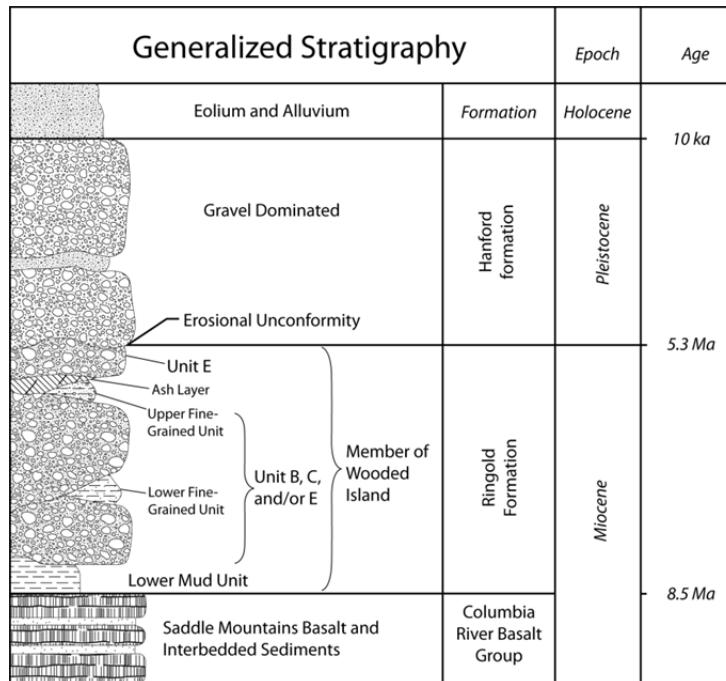 Generalized Stratigraphy
Epoch
Age
Eolium and Alluvium
Formation
Holocene
10 ka
Gravel Dominated
Hanford
formation
Pleistocene
Erosional Unconformity
5.3 Ma
Unit E
Ash Layer
Upper Fine-
Grained Unit
Lower Fine-
Grained Unit
Unit B, C,
and/or E
Member of
Wooded
Island
Ringold
Formation
Miocene
Lower Mud Unit
8.5 Ma
Saddle Mountains Basalt and
Interbedded Sediments
Columbia
River Basalt
Group